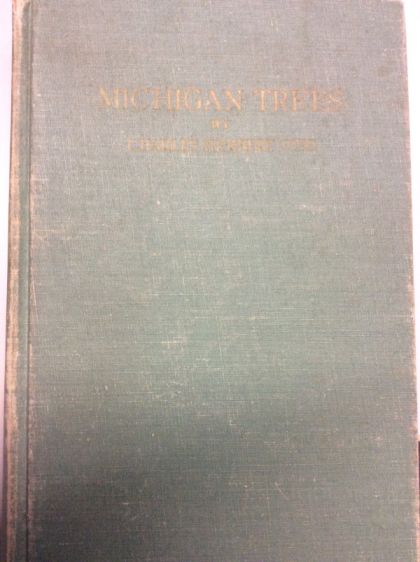 MICHIGAN TREES
BY
CHARLES HERBERT OTIS